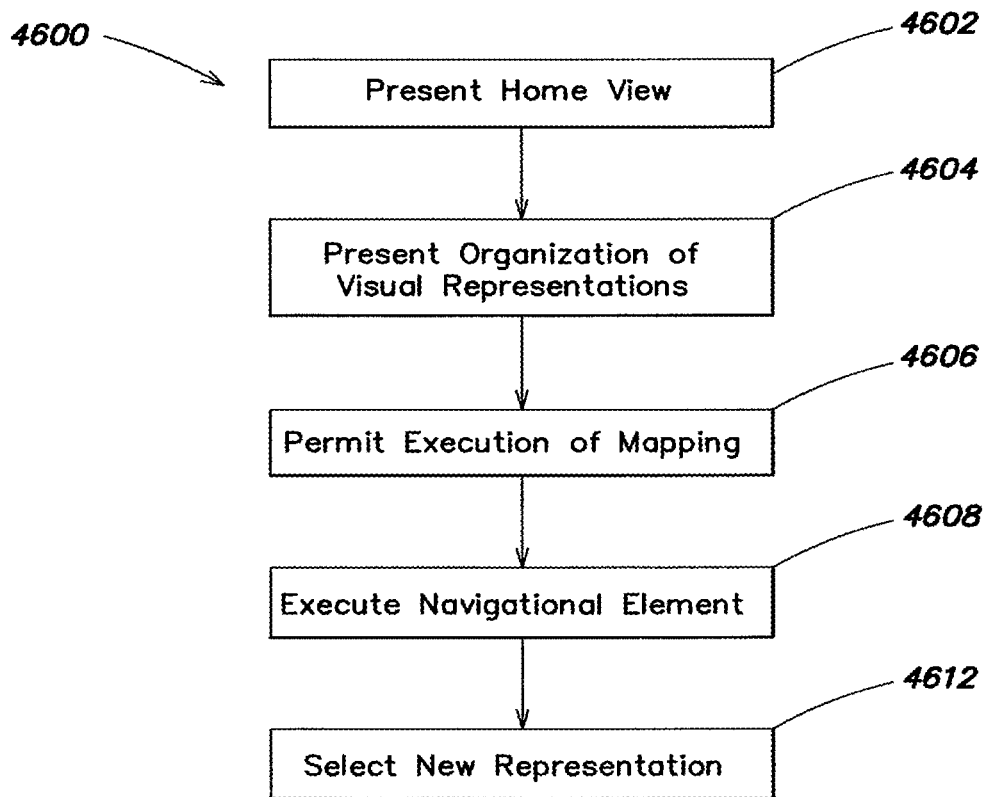 4600
4602
Present Home View
4604
Present Organization of
Visual Representations
4606
Permit Execution of Mapping
4608
Execute Navigational Element
4612
Select New Representation